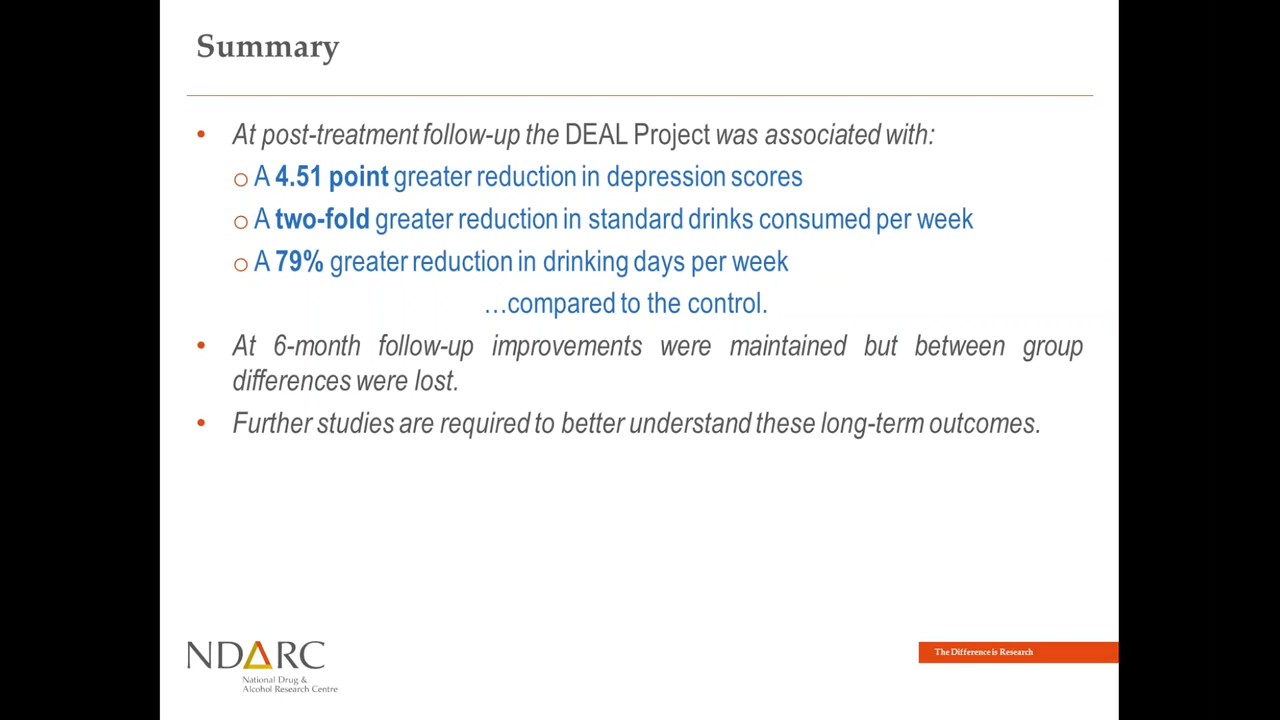 Summary
• At post-treatment follow-up the DEAL Project was associated with:
o A 4.51 point greater reduction in depression scores
o A two-fold greater reduction in standard drinks consumed per week
o A 79% greater reduction in drinking days per week
…compared to the control.
• At 6-month follow-up improvements were maintained but between group
differences were lost.
• Further studies are required to better understand these long-term outcomes.
NDARC
National Drug &
Alcohol Research Centre
The Difference is Research